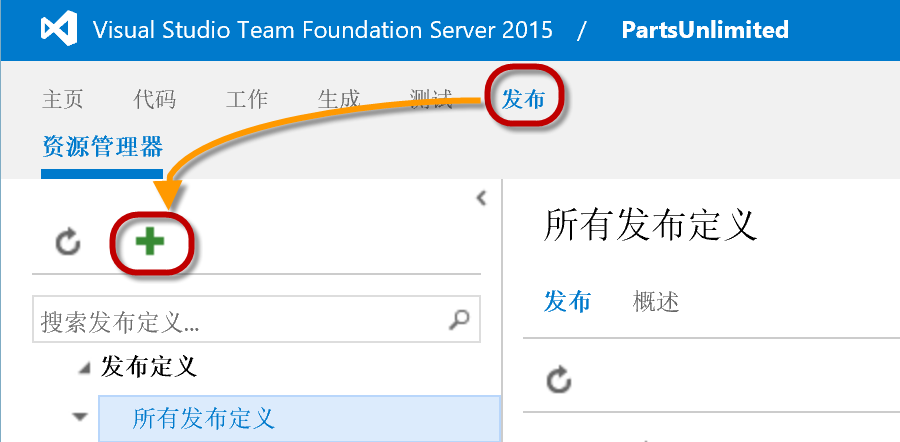 Visual Studio Team Foundation Server 2015 / PartsUnlimited
主页 代码 工作 生成 测试 发布
资源管理器
所有发布定义
发布 概述
搜索发布定义...
发布定义
所有发布定义